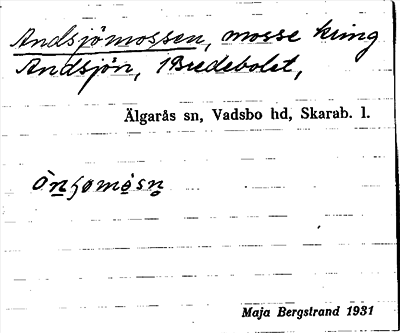 Andsjömossen, mosse kring
Andsjön, Bredebolet,
Älgarås sn, Vadsbo hd, Skarab. l.
Maja Bergstrand 1931